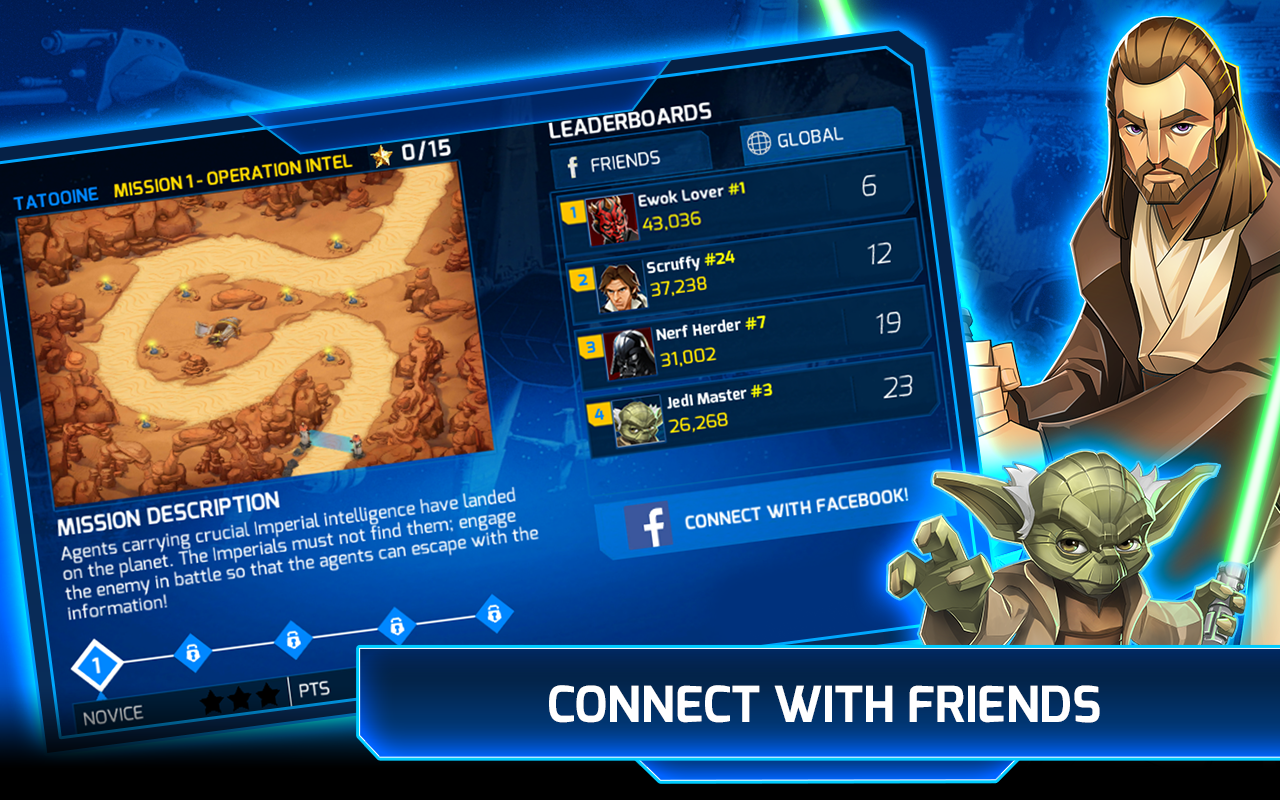 TATOOINE MISSION 1 - OPERATION INTEL 0/15
MISSION DESCRIPTION
Agents carrying crucial Imperial intelligence have landed
on the planet. The Imperials must not find them; engage
the enemy in battle so that the agents can escape with the
information!
1
NOVICE PTS
LEADERBOARDS
f FRIENDS GLOBAL
1 Ewok Lover #1 6
43,036
2 Scruffy #24 12
37,238
3 Nerf Herder #7 19
31,002
4 Jedi Master #3 23
26,268
f CONNECT WITH FACEBOOK!
CONNECT WITH FRIENDS